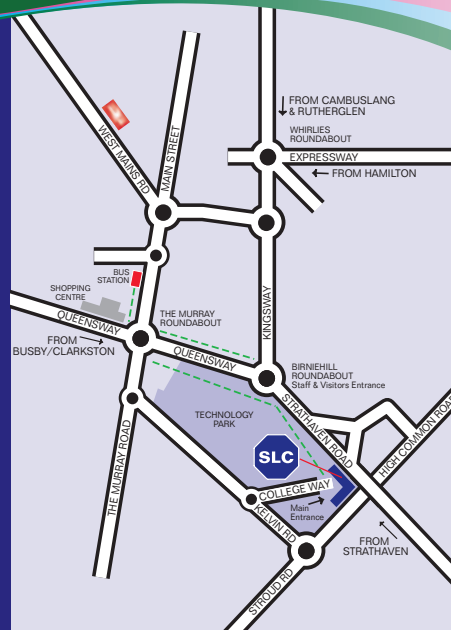 FROM CAMBUSLANG
& RUTHERGLEN
WHIRLIES
ROUNDABOUT
EXPRESSWAY
FROM HAMILTON
WEST MAINS RD
MAIN STREET
BUS
STATION
SHOPPING
CENTRE
QUEENSWAY
THE MURRAY
ROUNDABOUT
KINGSWAY
FROM
BUSBY/CLARKSTON
QUEENSWAY
BIRNIEHILL
ROUNDABOUT
Staff & Visitors Entrance
STRATHAVEN ROAD
HIGH COMMON ROAD
TECHNOLOGY
PARK
SLC
THE MURRAY ROAD
COLLEGE WAY
Main
Entrance
KELVIN RD
FROM
STRATHAVEN
STROUD RD